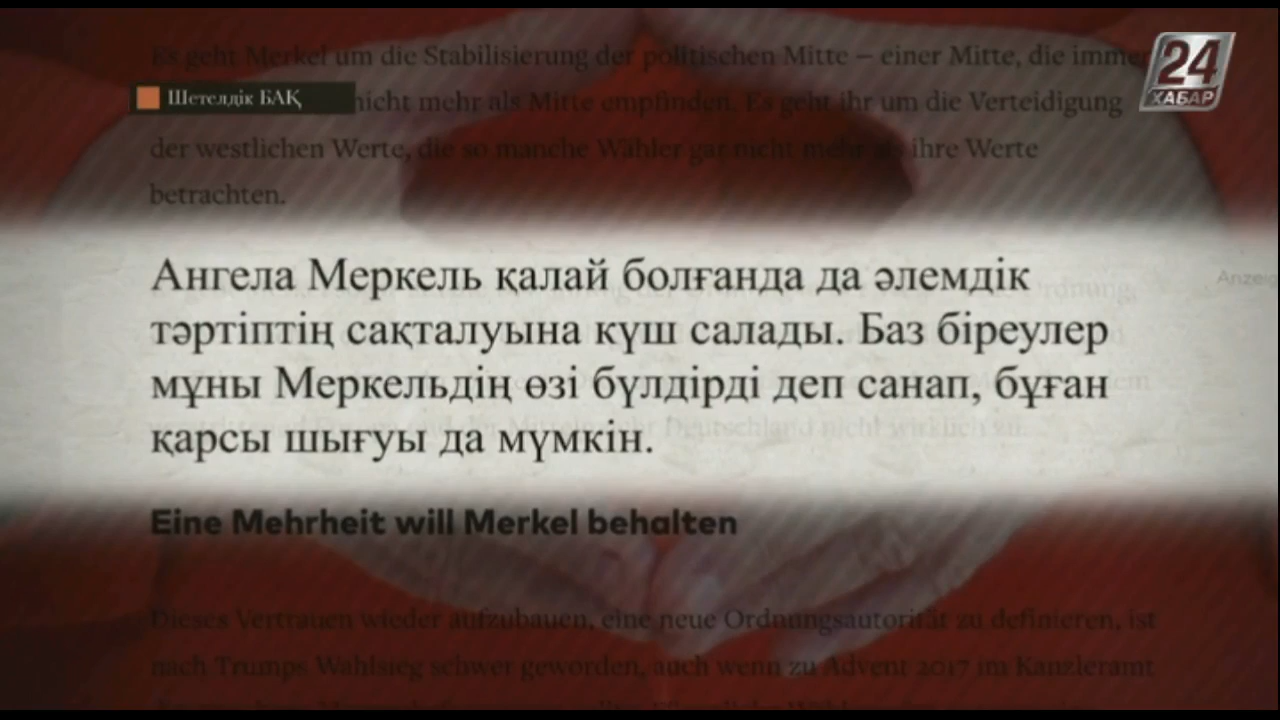 Es geht Merkel um die Stabilisierung der politischen Mitte – einer Mitte, die immer
24
ХАБАР
Шетелдік БАҚ
nicht mehr als Mitte empfinden. Es geht ihr um die Verteidigung
der westlichen Werte, die so manche Wähler gar nicht mehr als ihre Werte
betrachten.
Ангела Меркель қалай болғанда да әлемдік
тәртіптің сақталуына күш салады. Баз біреулер
мұны Меркельдің өзі бүлдірді деп санап, бұған
қарсы шығуы да мүмкін.
Eine Mehrheit will Merkel behalten
Dieses Vertrauen wieder aufzubauen, eine neue Ordnungsautorität zu definieren, ist
nach Trumps Wahlsieg schwer geworden, auch wenn zu Advent 2017 im Kanzleramt